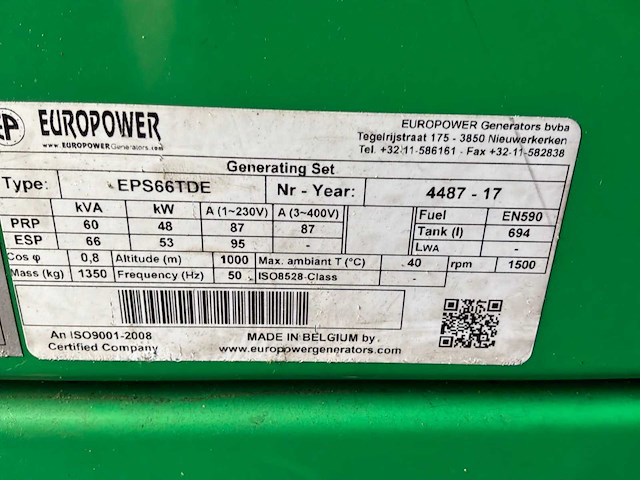 EP EUROPOWER
www.EUROPOWERGenerators.com
EUROPOWER Generators bvba
Tegelrijstraat 175 - 3850 Nieuwerkerken
Tel. +32-11-586161 - Fax +32-11-582838
Generating Set
Type: EPS66TDE Nr - Year: 4487 - 17
kVA kW A (1~230V) A (3~400V) Fuel EN590
PRP 60 48 87 87 Tank (l) 694
ESP 66 53 95 - LWA -
Cos φ 0,8 Altitude (m) 1000 Max. ambiant T (°C) 40 rpm 1500
Mass (kg) 1350 Frequency (Hz) 50 ISO8528-Class -
An ISO9001-2008
Certified Company
MADE IN BELGIUM by
www.europowergenerators.com